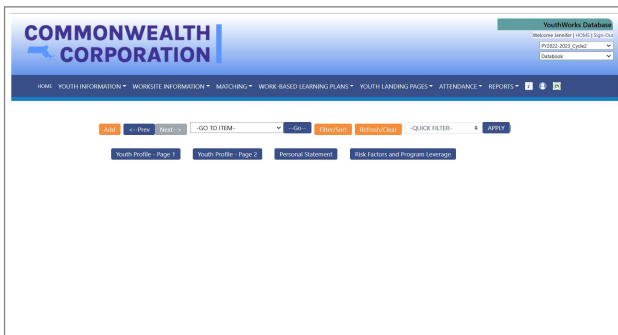 COMMONWEALTH
CORPORATION
YouthWorks Database
Welcome Jennifer | HOME | Sign-Out
PY2022-2023_Cycle2
Databook
HOME YOUTH INFORMATION WORKSITE INFORMATION MATCHING WORK-BASED LEARNING PLANS YOUTH LANDING PAGES ATTENDANCE REPORTS
Add <--Prev Next--> -GO TO ITEM- --Go-- Filter/Sort Refresh/Clear -QUICK FILTER- APPLY
Youth Profile - Page 1 Youth Profile - Page 2 Personal Statement Risk Factors and Program Leverage